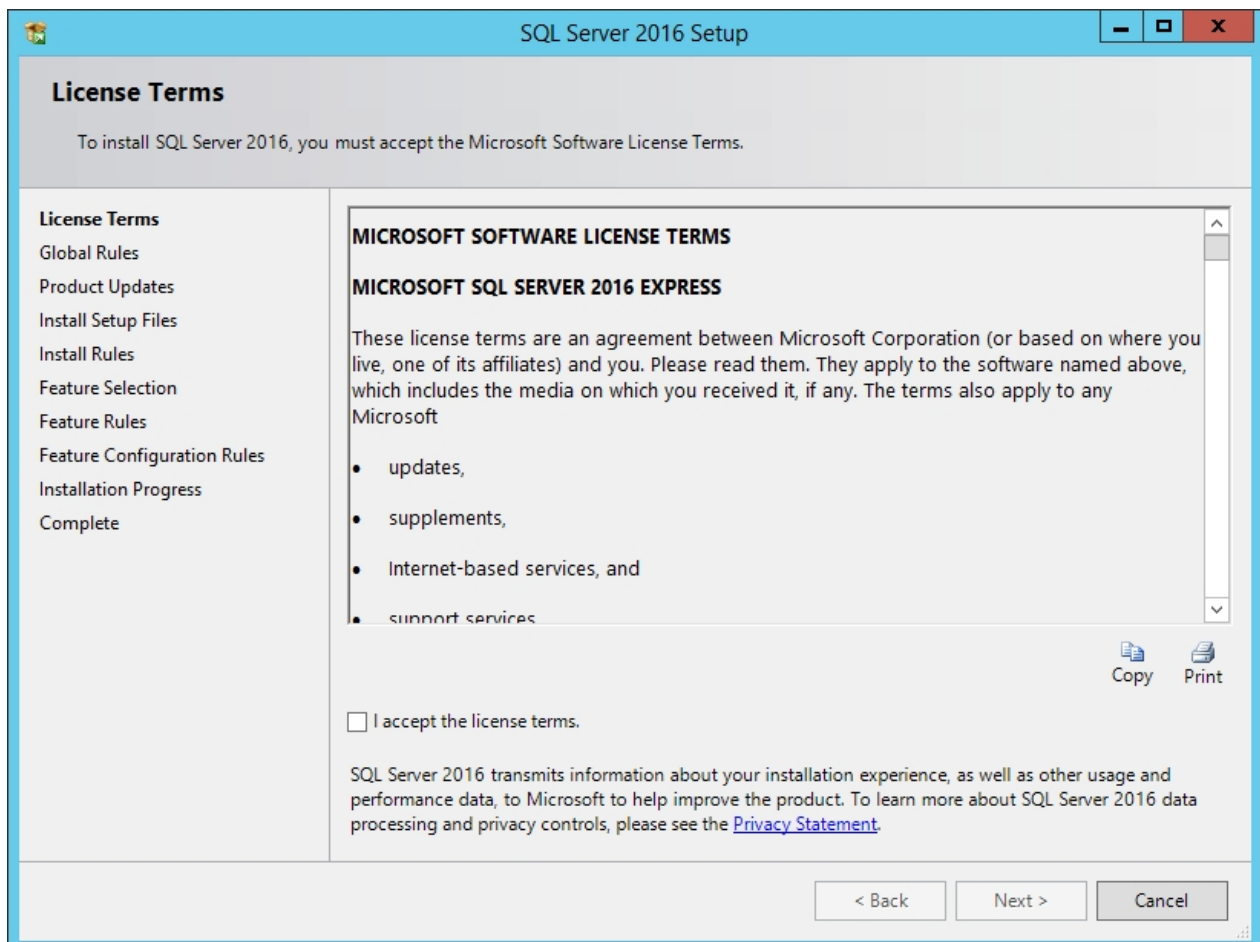 SQL Server 2016 Setup
License Terms
To install SQL Server 2016, you must accept the Microsoft Software License Terms.
License Terms
Global Rules
Product Updates
Install Setup Files
Install Rules
Feature Selection
Feature Rules
Feature Configuration Rules
Installation Progress
Complete
MICROSOFT SOFTWARE LICENSE TERMS
MICROSOFT SQL SERVER 2016 EXPRESS
These license terms are an agreement between Microsoft Corporation (or based on where you
live, one of its affiliates) and you. Please read them. They apply to the software named above,
which includes the media on which you received it, if any. The terms also apply to any
Microsoft
• updates,
• supplements,
• Internet-based services, and
• support services
Copy Print
I accept the license terms.
SQL Server 2016 transmits information about your installation experience, as well as other usage and
performance data, to Microsoft to help improve the product. To learn more about SQL Server 2016 data
processing and privacy controls, please see the Privacy Statement.
< Back Next > Cancel